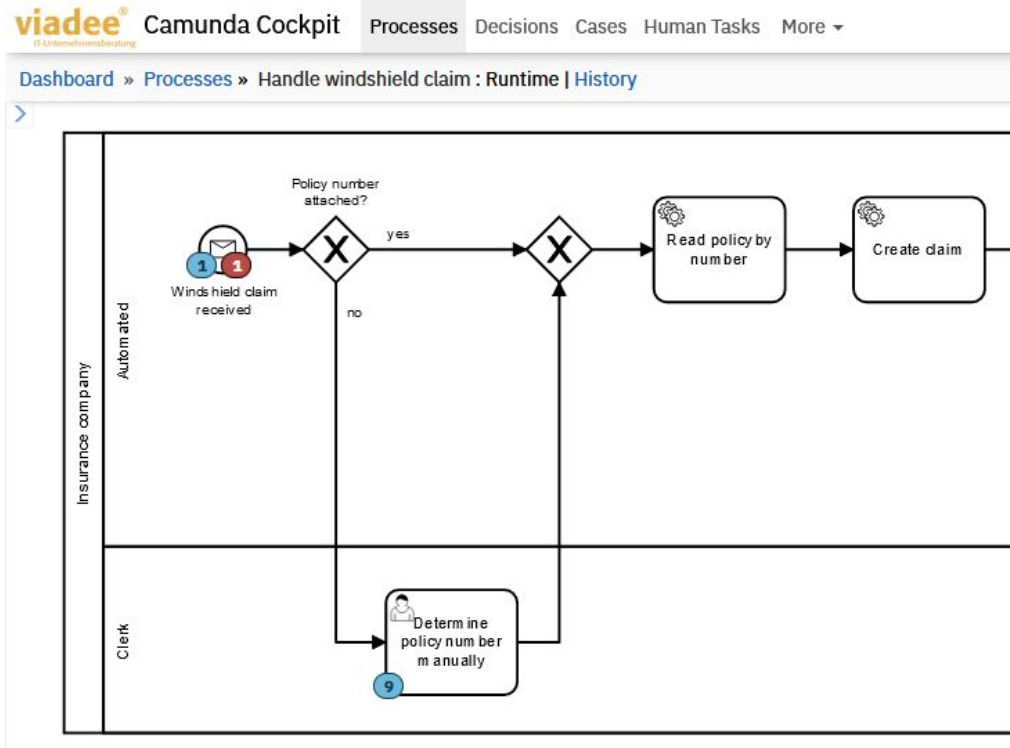 viadee®
IT-Unternehmensberatung
Camunda Cockpit Processes Decisions Cases Human Tasks More
Dashboard » Processes » Handle windshield claim : Runtime | History
Policy number
attached?
yes
no
1 1
Windshield claim
received
Read policy by
number
Create claim
Automated
Insurance company
Clerk
Determine
policy number
manually
9